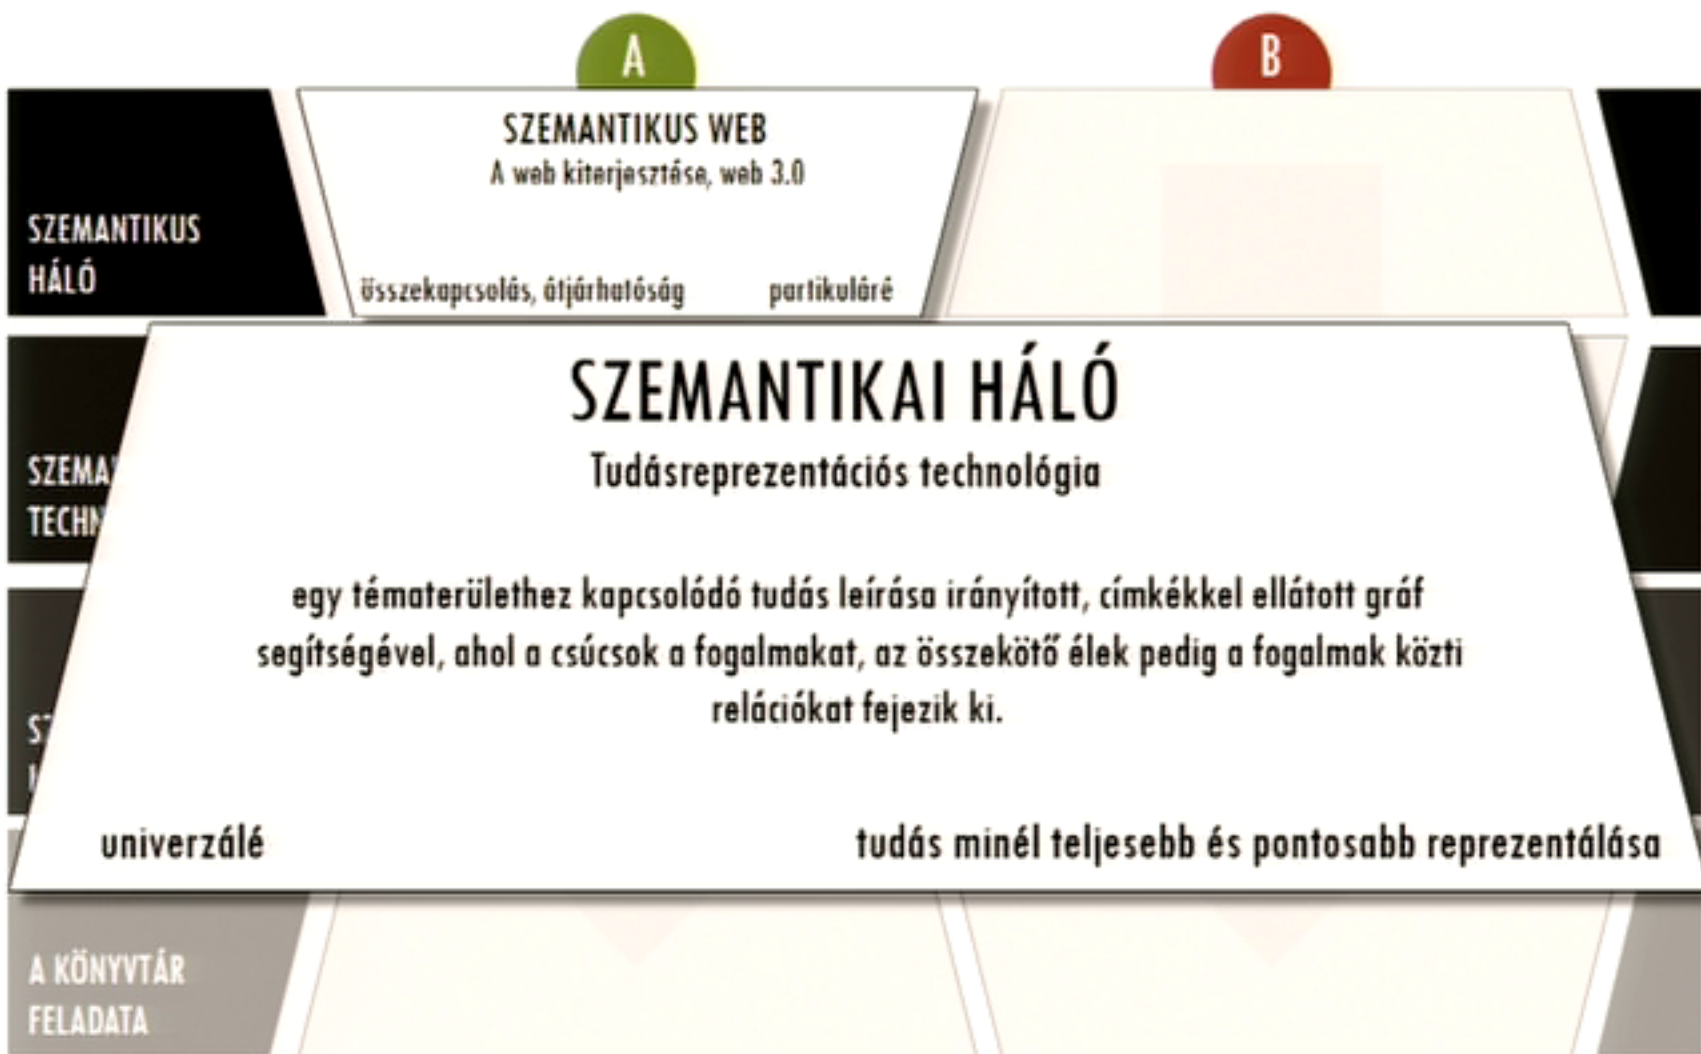 A
B
SZEMANTIKUS WEB
A web kiterjesztése, web 3.0
SZEMANTIKUS
HÁLÓ
összekapcsolás, átjárhatóság partikuláré
SZEMANTIKAI HÁLÓ
Tudásreprezentációs technológia
SZEMA
TECHN
egy tématerülethez kapcsolódó tudás leírása irányított, címkékkel ellátott gráf
segítségével, ahol a csúcsok a fogalmakat, az összekötő élek pedig a fogalmak közti
relációkat fejezik ki.
univerzálé tudás minél teljesebb és pontosabb reprezentálása
A KÖNYVTÁR
FELADATA